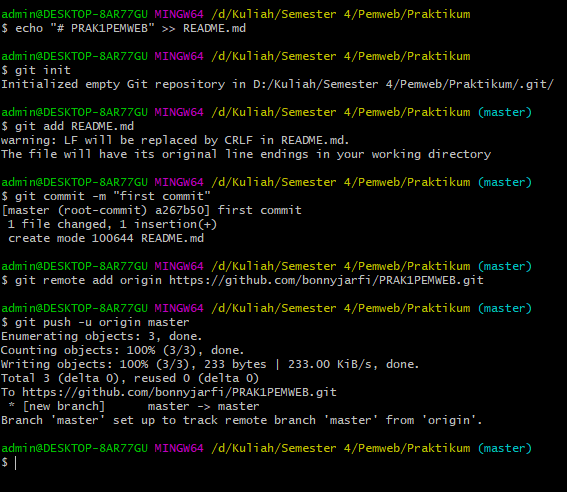 admin@DESKTOP-8AR77GU MINGW64 /d/Kuliah/Semester 4/Pemweb/Praktikum
$ echo "# PRAK1PEMWEB" >> README.md
admin@DESKTOP-8AR77GU MINGW64 /d/Kuliah/Semester 4/Pemweb/Praktikum
$ git init
Initialized empty Git repository in D:/Kuliah/Semester 4/Pemweb/Praktikum/.git/
admin@DESKTOP-8AR77GU MINGW64 /d/Kuliah/Semester 4/Pemweb/Praktikum (master)
$ git add README.md
warning: LF will be replaced by CRLF in README.md.
The file will have its original line endings in your working directory
admin@DESKTOP-8AR77GU MINGW64 /d/Kuliah/Semester 4/Pemweb/Praktikum (master)
$ git commit -m "first commit"
[master (root-commit) a267b50] first commit
 1 file changed, 1 insertion(+)
 create mode 100644 README.md
admin@DESKTOP-8AR77GU MINGW64 /d/Kuliah/Semester 4/Pemweb/Praktikum (master)
$ git remote add origin https://github.com/bonnyjarfi/PRAK1PEMWEB.git
admin@DESKTOP-8AR77GU MINGW64 /d/Kuliah/Semester 4/Pemweb/Praktikum (master)
$ git push -u origin master
Enumerating objects: 3, done.
Counting objects: 100% (3/3), done.
Writing objects: 100% (3/3), 233 bytes | 233.00 KiB/s, done.
Total 3 (delta 0), reused 0 (delta 0)
To https://github.com/bonnyjarfi/PRAK1PEMWEB.git
 * [new branch]      master -> master
Branch 'master' set up to track remote branch 'master' from 'origin'.
admin@DESKTOP-8AR77GU MINGW64 /d/Kuliah/Semester 4/Pemweb/Praktikum (master)
$